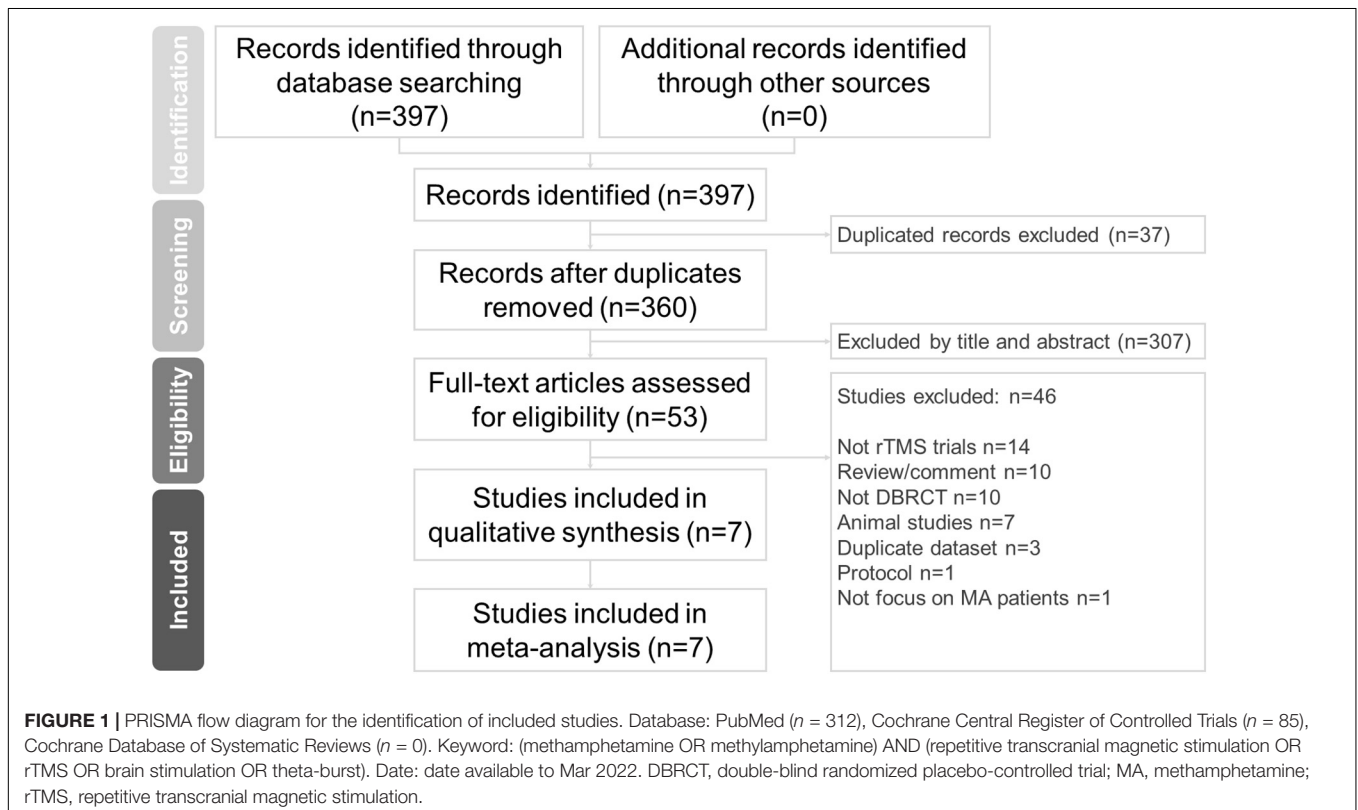 Identification
Records identified through
database searching
(n=397)
Additional records identified
through other sources
(n=0)
Records identified (n=397)
Screening
Duplicated records excluded (n=37)
Records after duplicates
removed (n=360)
Excluded by title and abstract (n=307)
Eligibility
Full-text articles assessed
for eligibility (n=53)
Studies excluded: n=46
Not rTMS trials n=14
Review/comment n=10
Not DBRCT n=10
Animal studies n=7
Duplicate dataset n=3
Protocol n=1
Not focus on MA patients n=1
Included
Studies included in
qualitative synthesis (n=7)
Studies included in
meta-analysis (n=7)
FIGURE 1 | PRISMA flow diagram for the identification of included studies. Database: PubMed (n = 312), Cochrane Central Register of Controlled Trials (n = 85),
Cochrane Database of Systematic Reviews (n = 0). Keyword: (methamphetamine OR methylamphetamine) AND (repetitive transcranial magnetic stimulation OR
rTMS OR brain stimulation OR theta-burst). Date: date available to Mar 2022. DBRCT, double-blind randomized placebo-controlled trial; MA, methamphetamine;
rTMS, repetitive transcranial magnetic stimulation.